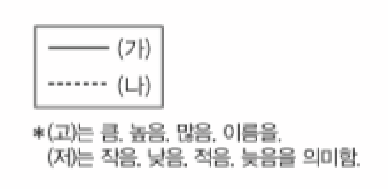 (가)
(나)
*(고)는 큼, 높음, 많음, 이름을,
(저)는 작음, 낮음, 적음, 늦음을 의미함.